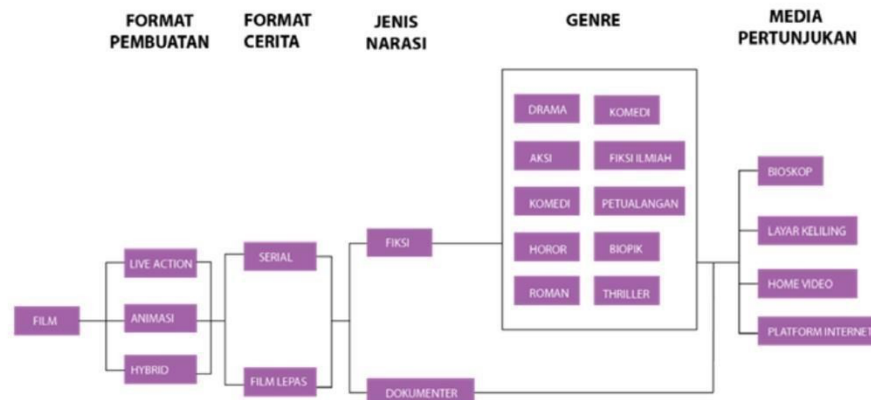 FORMAT
PEMBUATAN
FORMAT
CERITA
JENIS
NARASI
GENRE
MEDIA
PERTUNJUKAN
FILM
LIVE ACTION
ANIMASI
HYBRID
SERIAL
FILM LEPAS
FIKSI
DOKUMENTER
DRAMA
KOMEDI
AKSI
FIKSI ILMIAH
KOMEDI
PETUALANGAN
HOROR
BIOPIK
ROMAN
THRILLER
BIOSKOP
LAYAR KELILING
HOME VIDEO
PLATFORM INTERNET